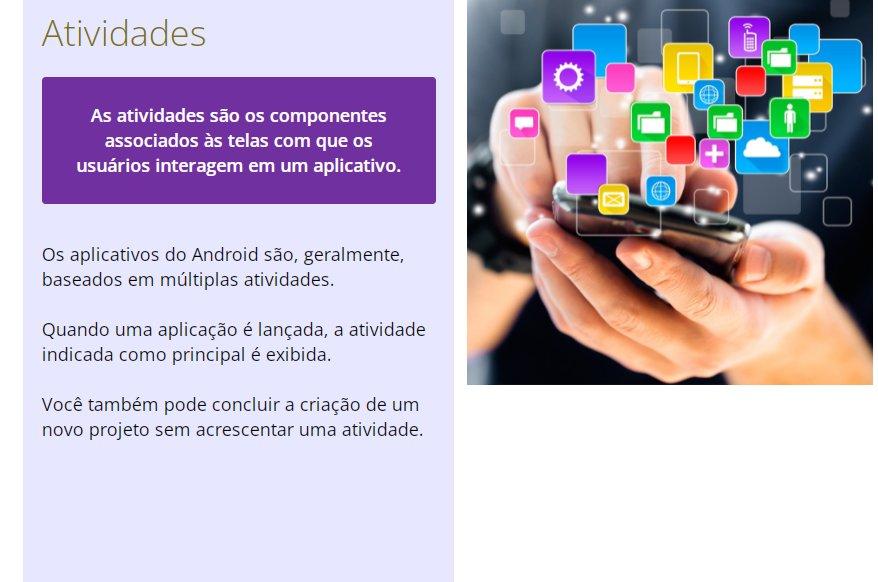 Atividades
As atividades são os componentes
associados às telas com que os
usuários interagem em um aplicativo.
Os aplicativos do Android são, geralmente,
baseados em múltiplas atividades.
Quando uma aplicação é lançada, a atividade
indicada como principal é exibida.
Você também pode concluir a criação de um
novo projeto sem acrescentar uma atividade.